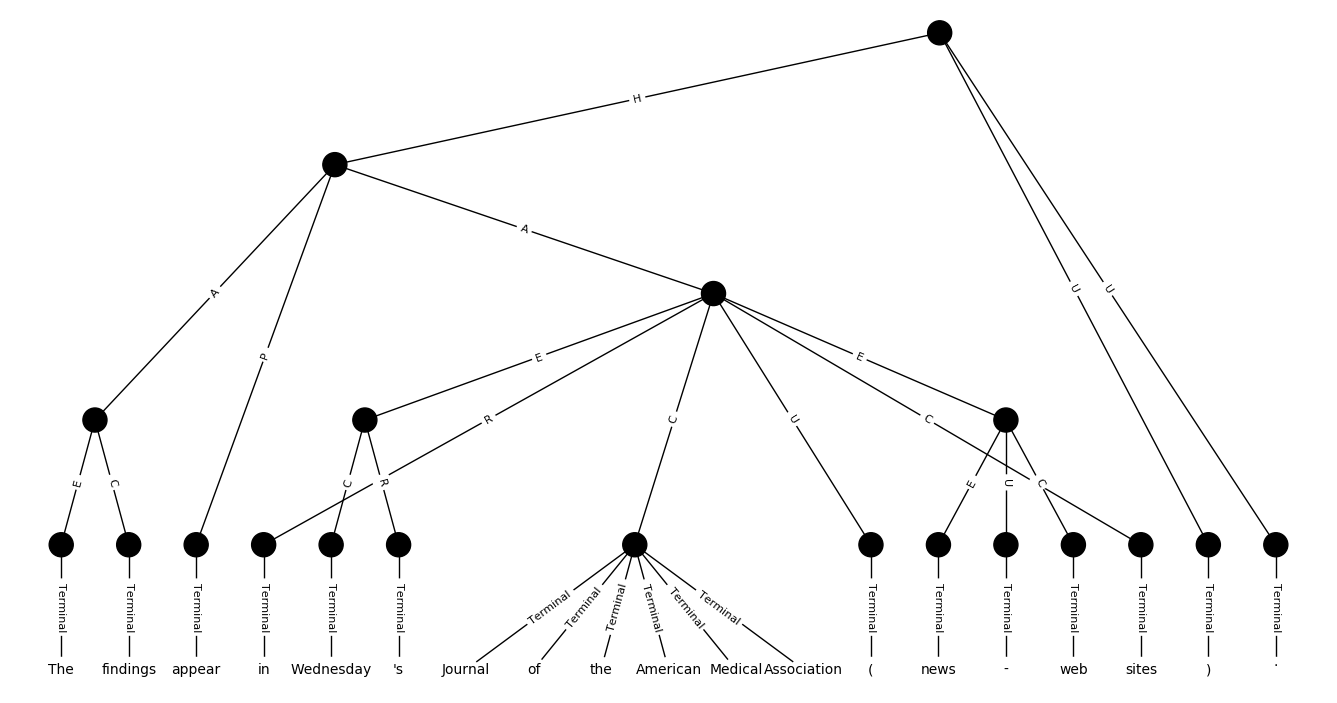 H
A
A
P
E
E
R
C
U
C
E
C
R
E
C
E
U
C
U
U
Terminal Terminal Terminal Terminal Terminal Terminal Terminal Terminal Terminal Terminal Terminal Terminal Terminal Terminal Terminal Terminal Terminal Terminal Terminal
The findings appear in Wednesday 's Journal of the American Medical Association ( news - web sites ) .